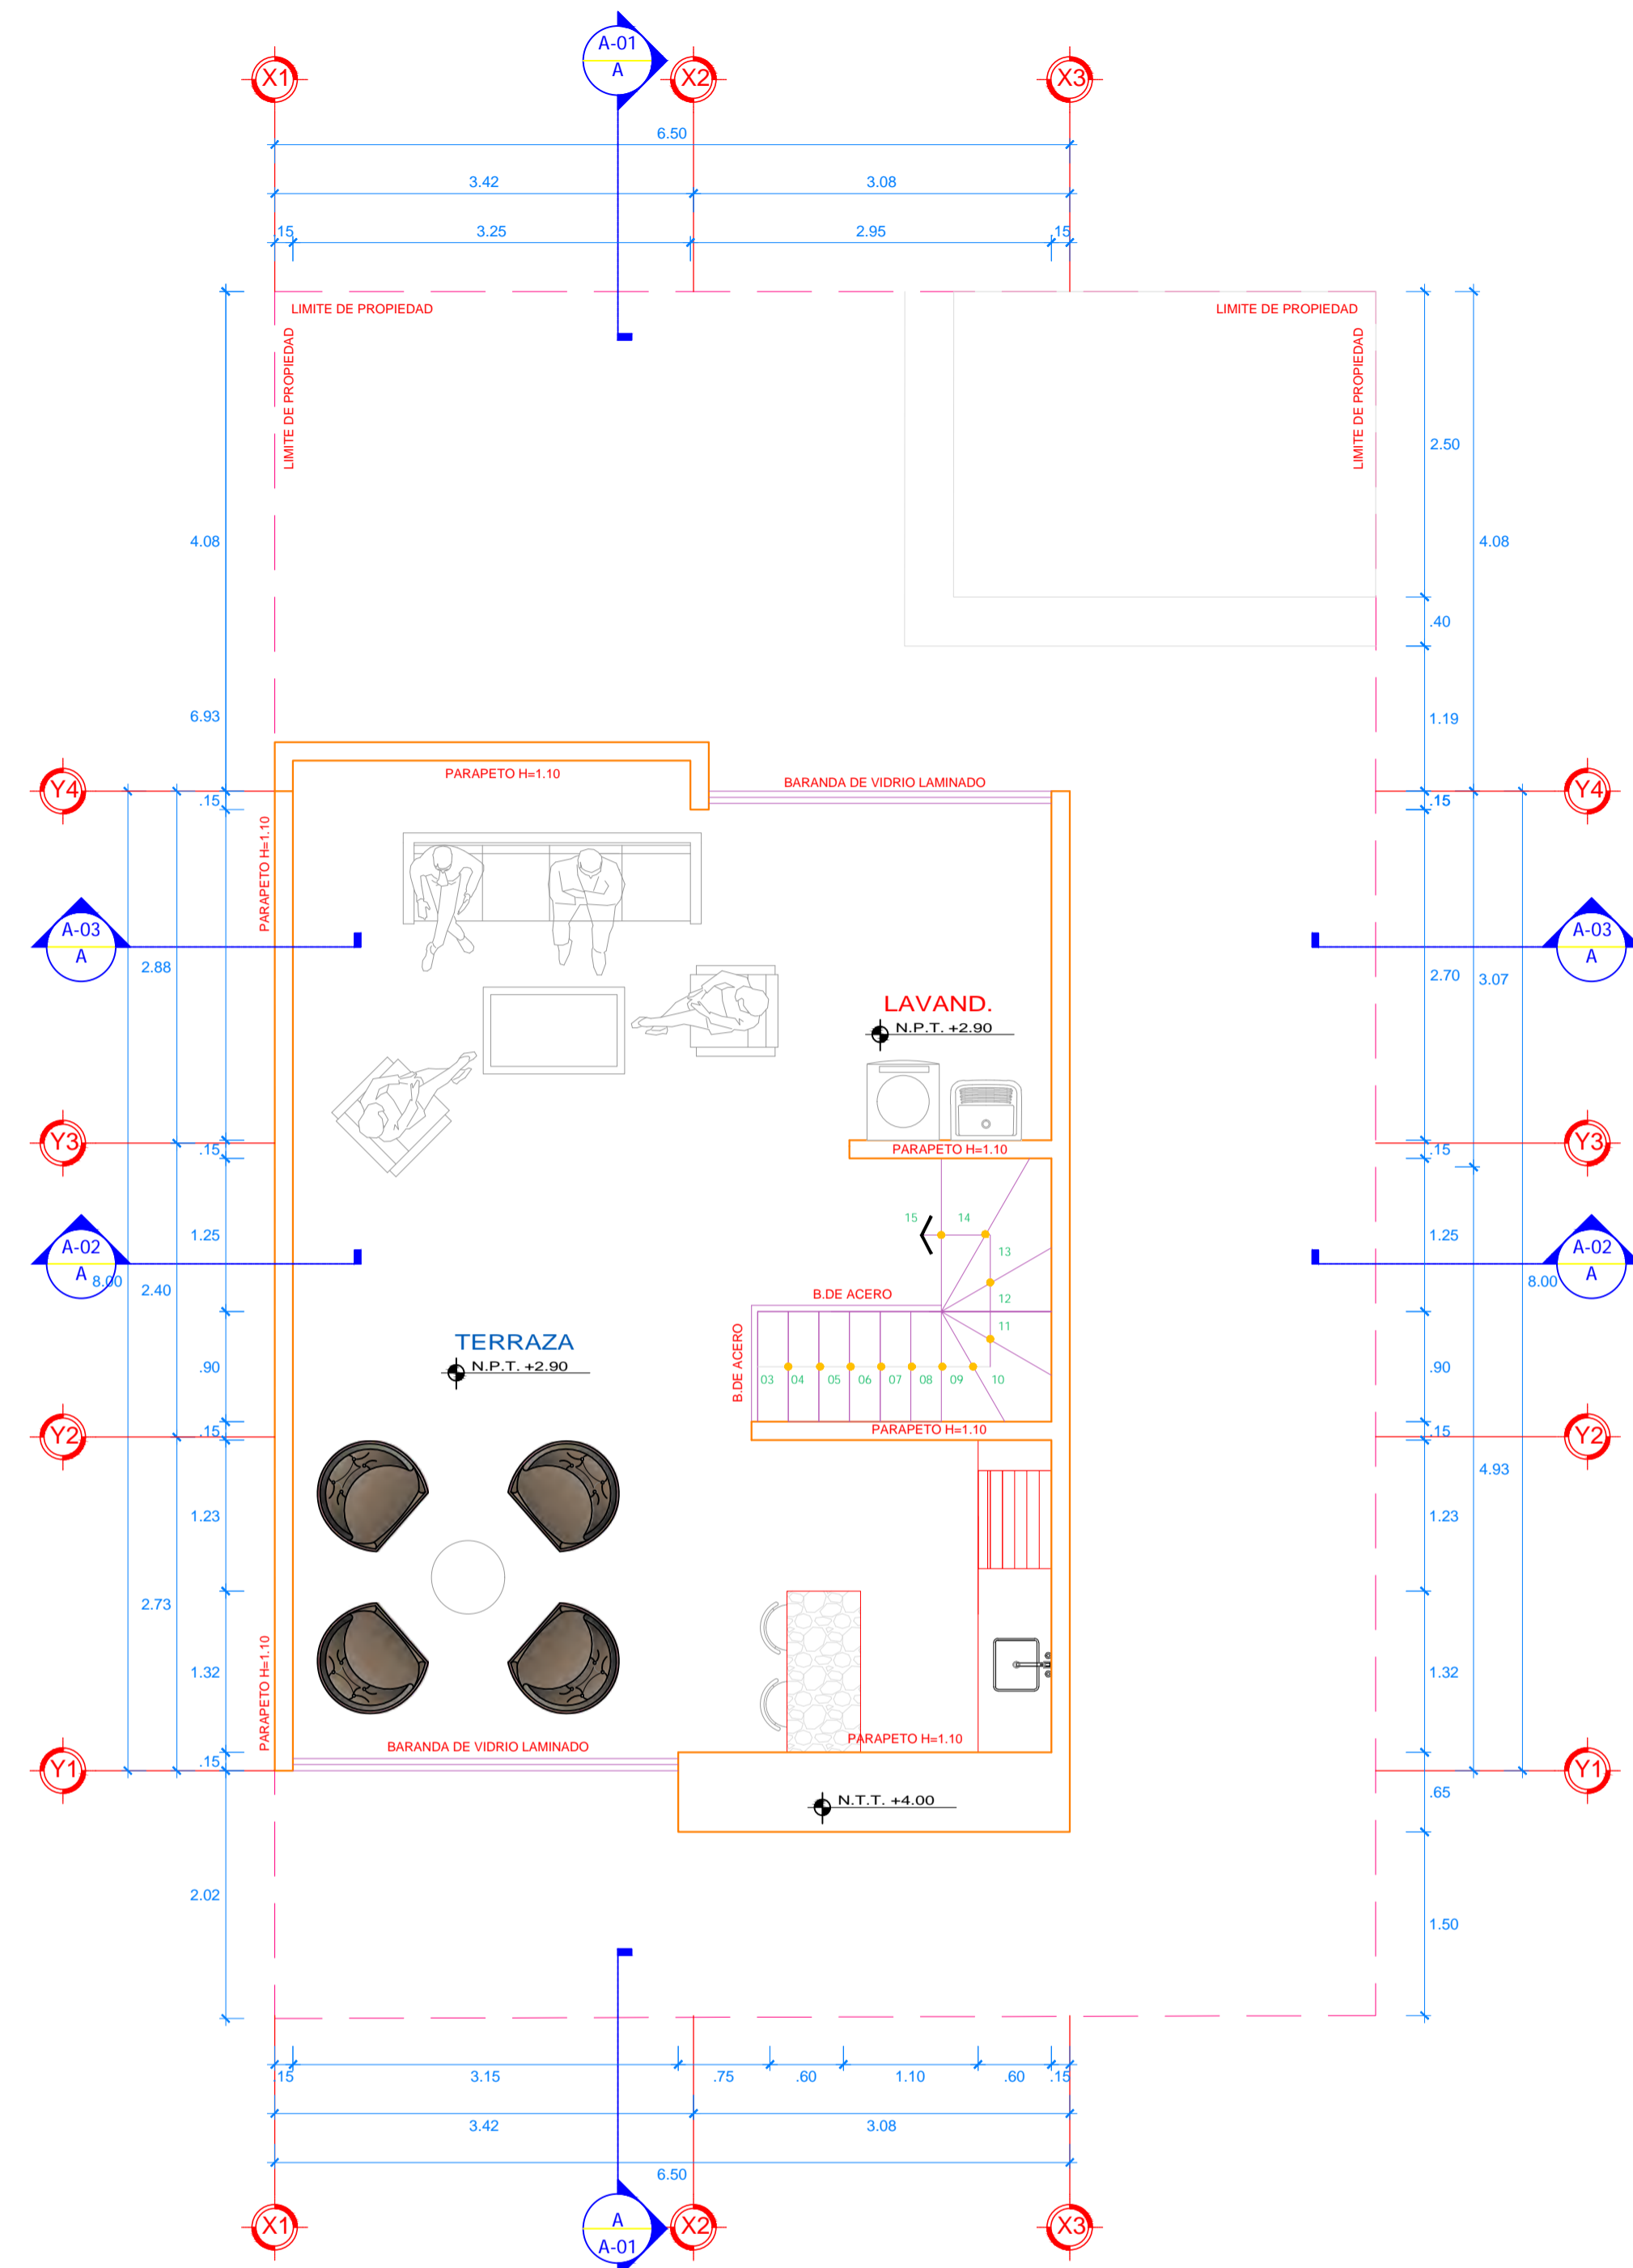 A-01
A
X1
X2
X3
6.50
3.42
3.08
.15
3.25
2.95
.15
LIMITE DE PROPIEDAD
LIMITE DE PROPIEDAD
LIMITE DE PROPIEDAD
LIMITE DE PROPIEDAD
2.50
4.08
4.08
.40
6.93
1.19
PARAPETO H=1.10
BARANDA DE VIDRIO LAMINADO
Y4
Y4
.15
.15
PARAPETO H=1.10
A-03
A
A-03
A
2.88
2.70
3.07
LAVAND.
N.P.T. +2.90
Y3
Y3
.15
.15
PARAPETO H=1.10
15
14
13
12
11
1.25
1.25
A-02
A
A-02
A
8.00
2.40
8.00
B.DE ACERO
B.DE ACERO
TERRAZA
N.P.T. +2.90
.90
.90
03
04
05
06
07
08
09
10
Y2
Y2
.15
.15
PARAPETO H=1.10
4.93
1.23
1.23
2.73
1.32
1.32
PARAPETO H=1.10
PARAPETO H=1.10
BARANDA DE VIDRIO LAMINADO
.15
Y1
Y1
.65
N.T.T. +4.00
2.02
1.50
.15
3.15
.75
.60
1.10
.60
.15
3.42
3.08
6.50
X1
A
A-01
X2
X3